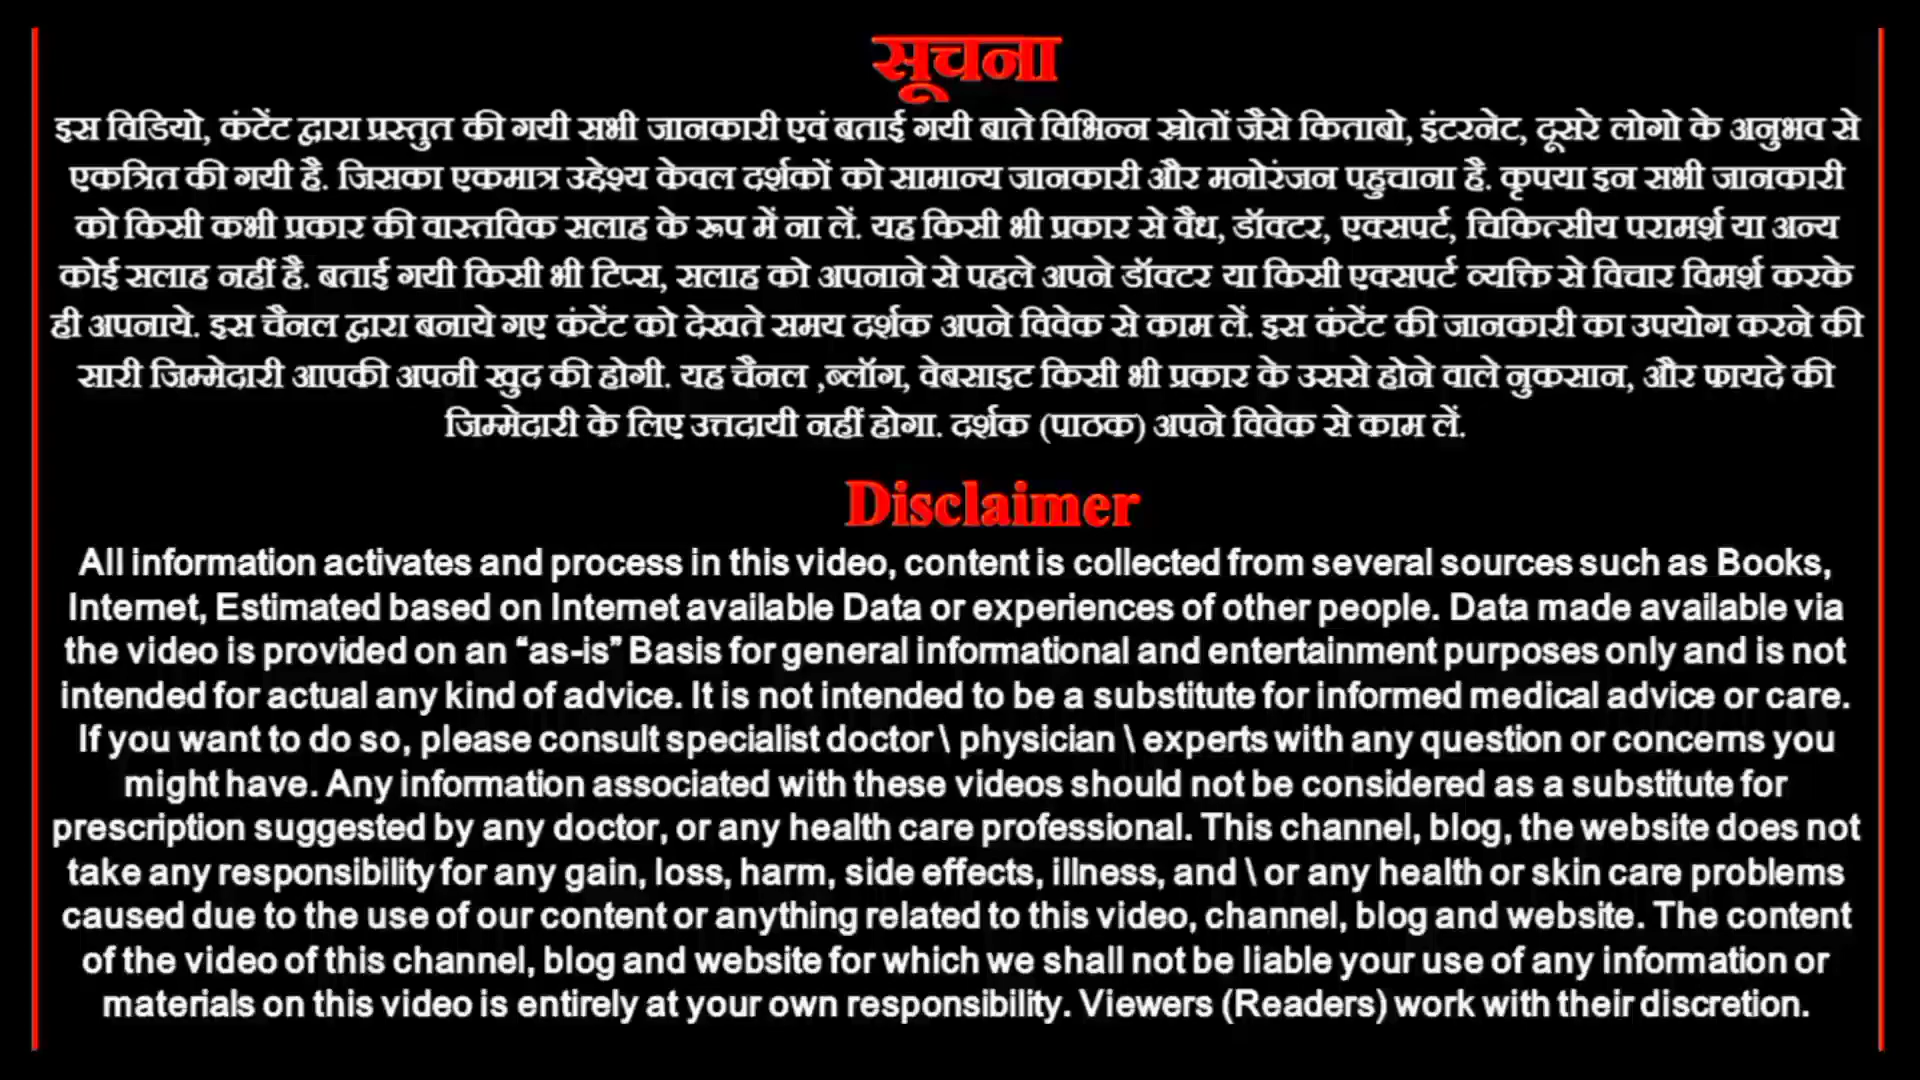 सूचना
इस विडियो, कंटेंट द्वारा प्रस्तुत की गयी सभी जानकारी एवं बताई गयी बाते विभिन्न स्रोतों जैसे किताबो, इंटरनेट, दूसरे लोगो के अनुभव से
एकत्रित की गयी है. जिसका एकमात्र उद्देश्य केवल दर्शकों को सामान्य जानकारी और मनोरंजन पहुचाना है. कृपया इन सभी जानकारी
को किसी कभी प्रकार की वास्तविक सलाह के रूप में ना लें. यह किसी भी प्रकार से वैध, डॉक्टर, एक्सपर्ट, चिकित्सीय परामर्श या अन्य
कोई सलाह नहीं है. बताई गयी किसी भी टिप्स, सलाह को अपनाने से पहले अपने डॉक्टर या किसी एक्सपर्ट व्यक्ति से विचार विमर्श करके
ही अपनाये. इस चैनल द्वारा बनाये गए कंटेंट को देखते समय दर्शक अपने विवेक से काम लें. इस कंटेंट की जानकारी का उपयोग करने की
सारी जिम्मेदारी आपकी अपनी खुद की होगी. यह चैनल ,ब्लॉग, वेबसाइट किसी भी प्रकार के उससे होने वाले नुकसान, और फायदे की
जिम्मेदारी के लिए उत्तदायी नहीं होगा. दर्शक (पाठक) अपने विवेक से काम लें.
Disclaimer
All information activates and process in this video, content is collected from several sources such as Books,
Internet, Estimated based on Internet available Data or experiences of other people. Data made available via
the video is provided on an “as-is” Basis for general informational and entertainment purposes only and is not
intended for actual any kind of advice. It is not intended to be a substitute for informed medical advice or care.
If you want to do so, please consult specialist doctor \ physician \ experts with any question or concerns you
might have. Any information associated with these videos should not be considered as a substitute for
prescription suggested by any doctor, or any health care professional. This channel, blog, the website does not
take any responsibility for any gain, loss, harm, side effects, illness, and \ or any health or skin care problems
caused due to the use of our content or anything related to this video, channel, blog and website. The content
of the video of this channel, blog and website for which we shall not be liable your use of any information or
materials on this video is entirely at your own responsibility. Viewers (Readers) work with their discretion.